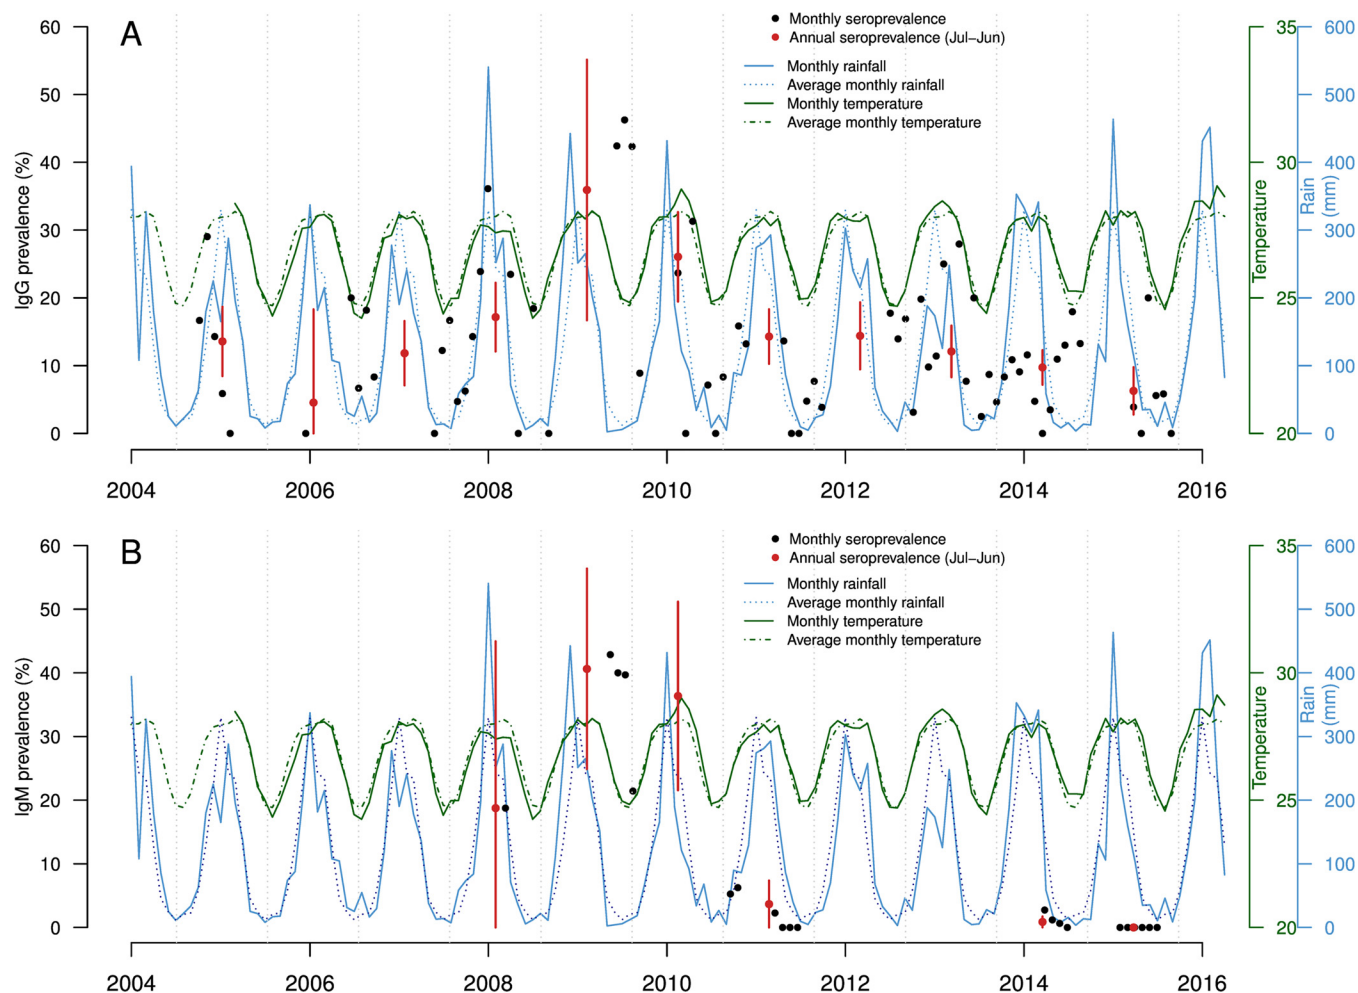 A
Monthly seroprevalence
Annual seroprevalence (Jul–Jun)
Monthly rainfall
Average monthly rainfall
Monthly temperature
Average monthly temperature
IgG prevalence (%)
60
50
40
30
20
10
0
Temperature
35
30
25
20
Rain
(mm)
600
500
400
300
200
100
0
2004 2006 2008 2010 2012 2014 2016
B
Monthly seroprevalence
Annual seroprevalence (Jul–Jun)
Monthly rainfall
Average monthly rainfall
Monthly temperature
Average monthly temperature
IgM prevalence (%)
60
50
40
30
20
10
0
Temperature
35
30
25
20
Rain
(mm)
600
500
400
300
200
100
0
2004 2006 2008 2010 2012 2014 2016